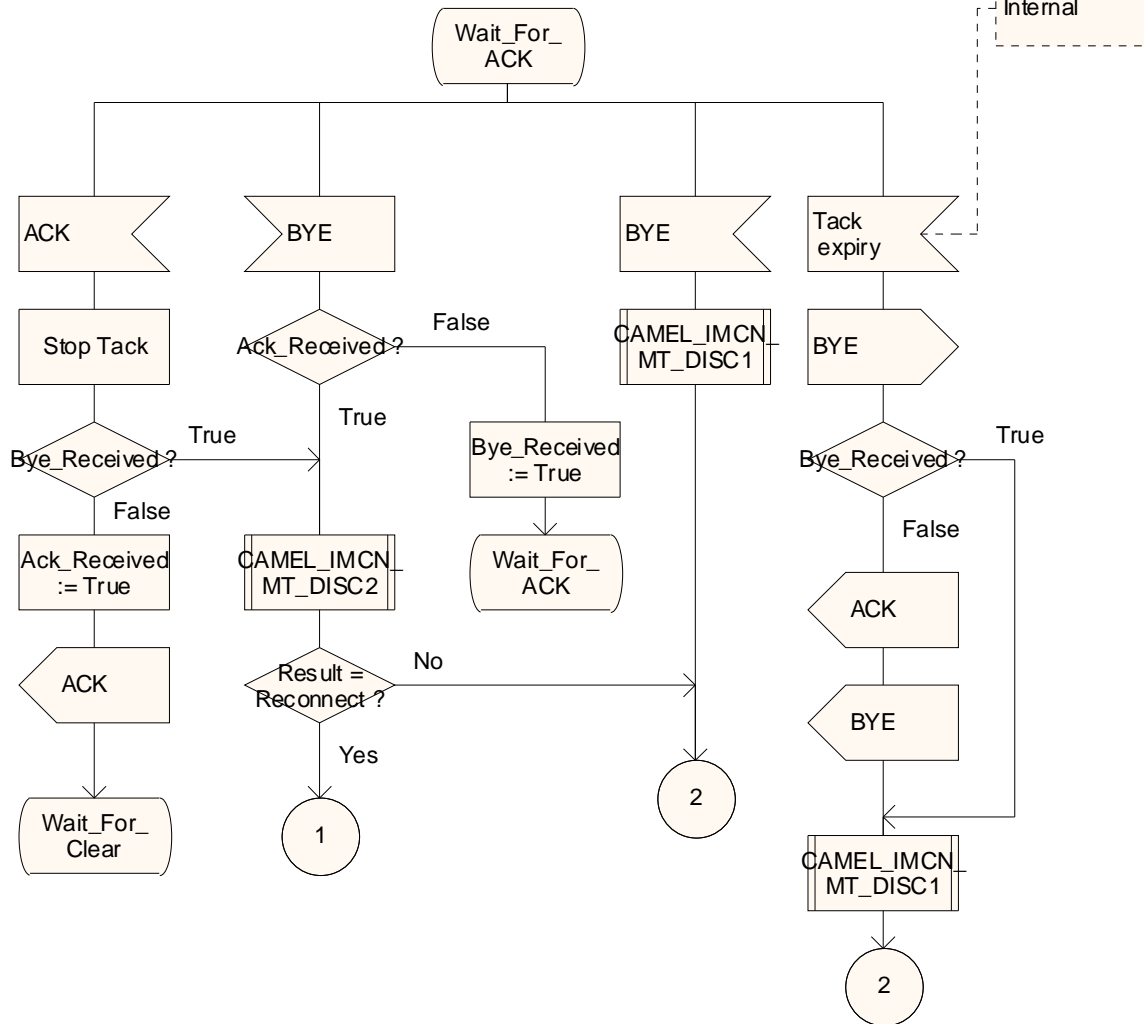 Internal
Wait_For_
ACK
ACK
BYE
BYE
Tack
expiry
Stop Tack
Ack_Received ?
False
CAMEL_IMCN_
MT_DISC1
BYE
True
Bye_Received ?
True
Bye_Received
:= True
Bye_Received ?
True
False
False
Ack_Received
:= True
CAMEL_IMCN_
MT_DISC2
Wait_For_
ACK
ACK
ACK
Result =
Reconnect ?
No
BYE
Yes
2
Wait_For_
Clear
1
CAMEL_IMCN_
MT_DISC1
2